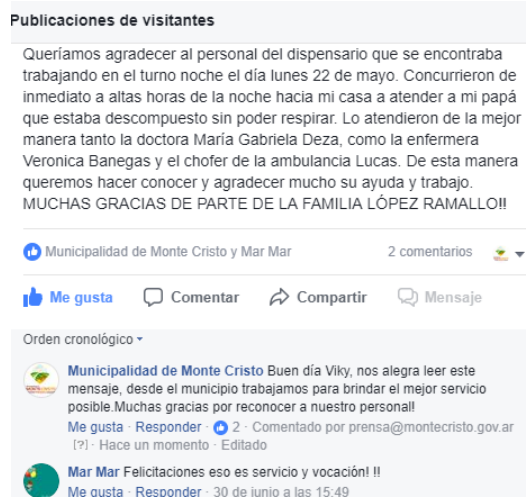 Publicaciones de visitantes
Queríamos agradecer al personal del dispensario que se encontraba
trabajando en el turno noche el día lunes 22 de mayo. Concurrieron de
inmediato a altas horas de la noche hacia mi casa a atender a mi papá
que estaba descompuesto sin poder respirar. Lo atendieron de la mejor
manera tanto la doctora María Gabriela Deza, como la enfermera
Veronica Banegas y el chofer de la ambulancia Lucas. De esta manera
queremos hacer conocer y agradecer mucho su ayuda y trabajo.
MUCHAS GRACIAS DE PARTE DE LA FAMILIA LÓPEZ RAMALLO!!
Municipalidad de Monte Cristo y Mar Mar 2 comentarios
Me gusta Comentar Compartir Mensaje
Orden cronológico
Municipalidad de Monte Cristo Buen día Viky, nos alegra leer este
mensaje, desde el municipio trabajamos para brindar el mejor servicio
posible.Muchas gracias por reconocer a nuestro personal!
Me gusta · Responder · 2 · Comentado por prensa@montecristo.gov.ar
[?] · Hace un momento · Editado
Mar Mar Felicitaciones eso es servicio y vocación! !!
Me gusta · Responder · 30 de junio a las 15:49